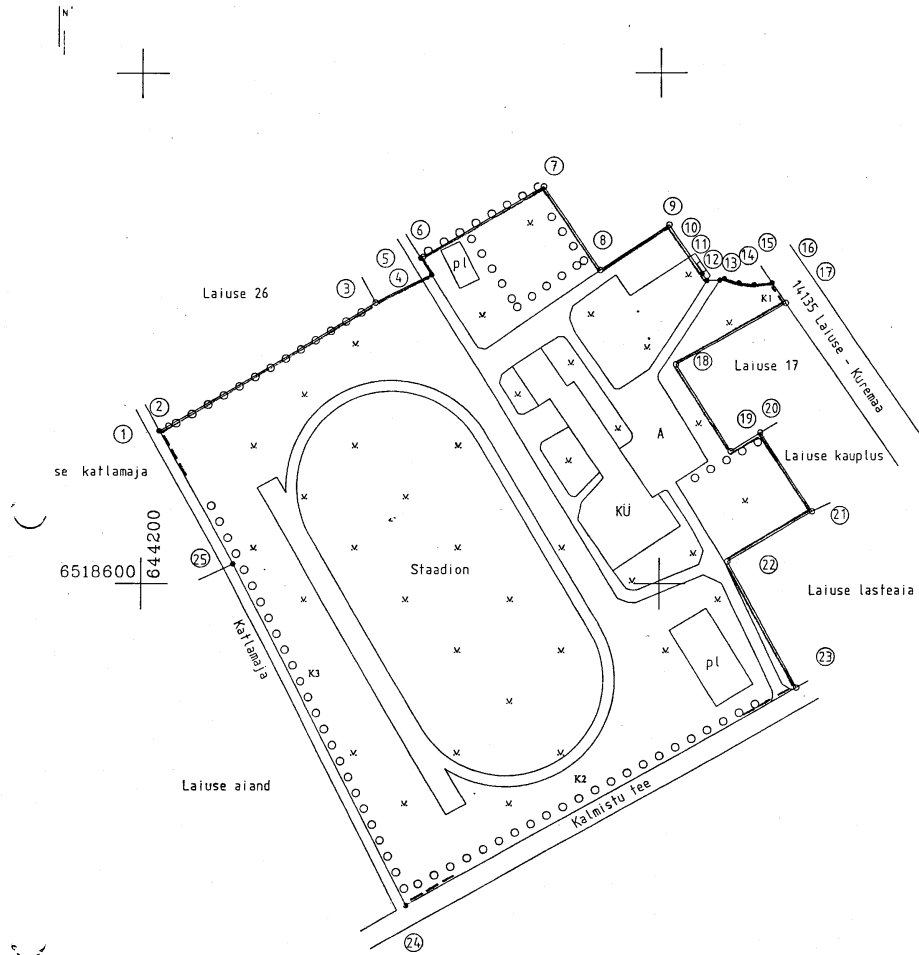 N'
7
9
6
10
8
11
5
12
13
14
15
16
17
pl
4
3
K1
Laiuse 26
14135 Laiuse - Kuremaa
18
Laiuse 17
2
1
19
20
A
Laiuse kauplus
se katlamaja
KÜ
21
25
644200
6518600
Staadion
22
Laiuse lasteaia
Katlamaja
pl
23
K3
Laiuse aiand
K2
Kalmistu tee
24